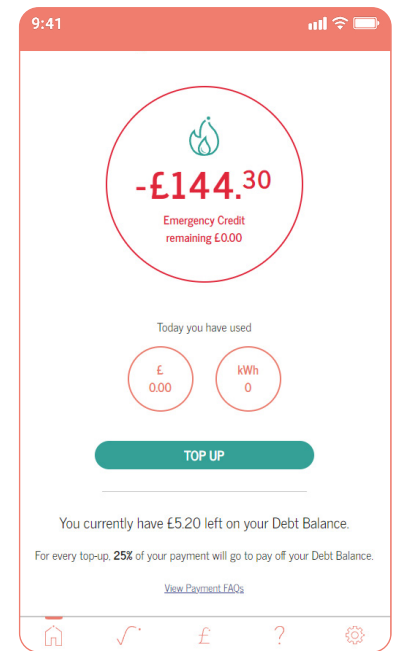 9:41
-£144.30
Emergency Credit
remaining £0.00
Today you have used
£
0.00
kWh
0
TOP UP
You currently have £5.20 left on your Debt Balance.
For every top-up, 25% of your payment will go to pay off your Debt Balance.
View Payment FAQs
£
?